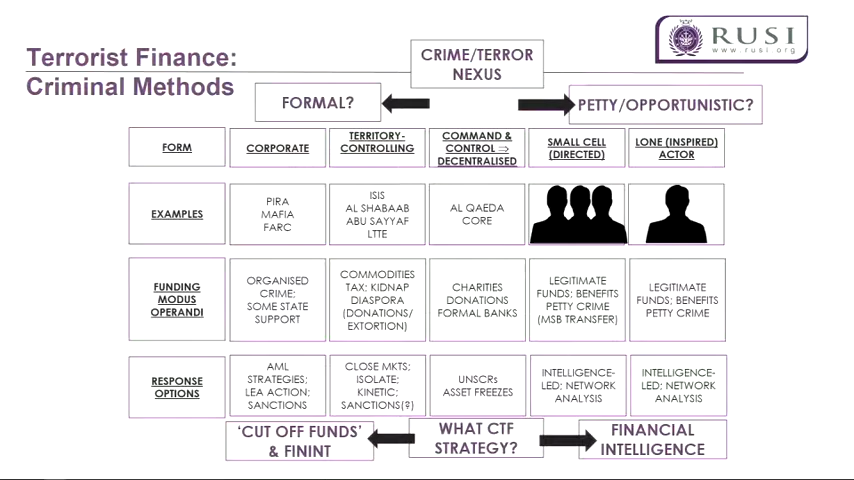 Terrorist Finance:
Criminal Methods
RUSI
www.rusi.org
CRIME/TERROR
NEXUS
FORMAL?
PETTY/OPPORTUNISTIC?
FORM
CORPORATE
TERRITORY-
CONTROLLING
COMMAND &
CONTROL ⇒
DECENTRALISED
SMALL CELL
(DIRECTED)
LONE (INSPIRED)
ACTOR
EXAMPLES
PIRA
MAFIA
FARC
ISIS
AL SHABAAB
ABU SAYYAF
LTTE
AL QAEDA
CORE
FUNDING
MODUS
OPERANDI
ORGANISED
CRIME;
SOME STATE
SUPPORT
COMMODITIES
TAX; KIDNAP
DIASPORA
(DONATIONS/
EXTORTION)
CHARITIES
DONATIONS
FORMAL BANKS
LEGITIMATE
FUNDS; BENEFITS
PETTY CRIME
(MSB TRANSFER)
LEGITIMATE
FUNDS; BENEFITS
PETTY CRIME
RESPONSE
OPTIONS
AML
STRATEGIES;
LEA ACTION;
SANCTIONS
CLOSE MKTS;
ISOLATE;
KINETIC;
SANCTIONS(?)
UNSCRs
ASSET FREEZES
INTELLIGENCE-
LED; NETWORK
ANALYSIS
INTELLIGENCE-
LED; NETWORK
ANALYSIS
'CUT OFF FUNDS'
& FININT
WHAT CTF
STRATEGY?
FINANCIAL
INTELLIGENCE